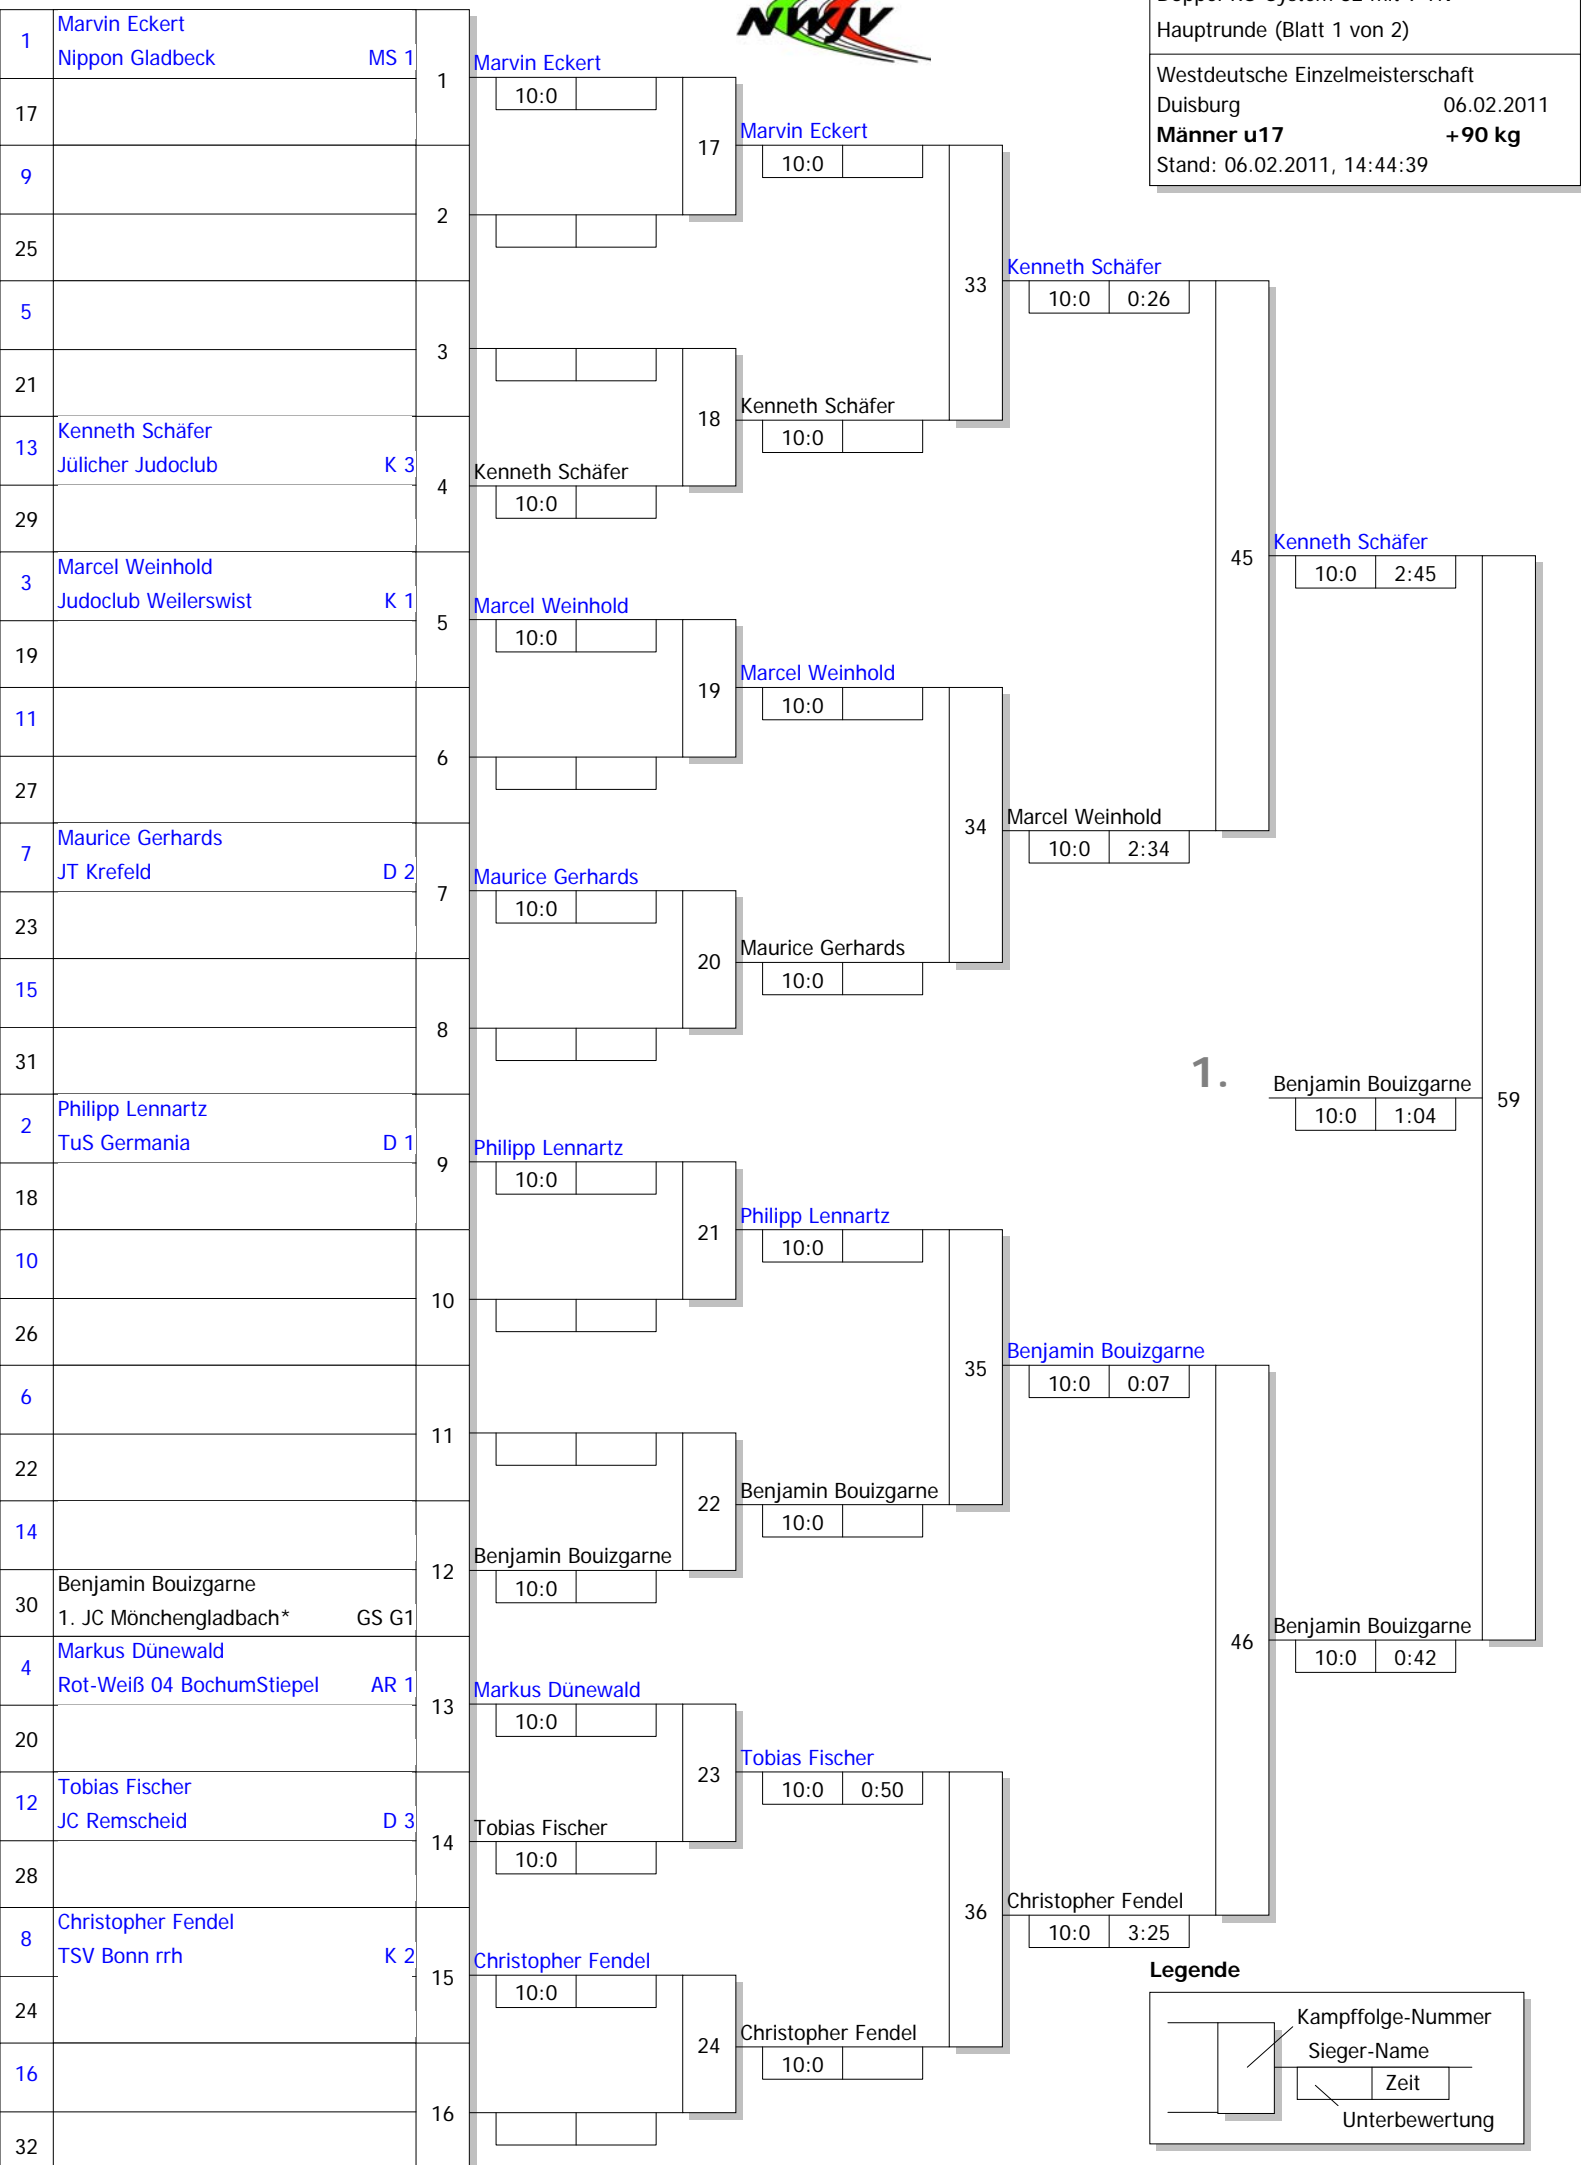 NWJV
Hauptrunde (Blatt 1 von 2)
Westdeutsche Einzelmeisterschaft
Duisburg 06.02.2011
Männer u17 +90 kg
Stand: 06.02.2011, 14:44:39
1 Marvin Eckert
Nippon Gladbeck MS 1
17
9
25
5
21
13 Kenneth Schäfer
Jülicher Judoclub K 3
29
3 Marcel Weinhold
Judoclub Weilerswist K 1
19
11
27
7 Maurice Gerhards
JT Krefeld D 2
23
15
31
2 Philipp Lennartz
TuS Germania D 1
18
10
26
6
22
14
30 Benjamin Bouizgarne
1. JC Mönchengladbach* GS G1
4 Markus Dünewald
Rot-Weiß 04 BochumStiepel AR 1
20
12 Tobias Fischer
JC Remscheid D 3
28
8 Christopher Fendel
TSV Bonn rrh K 2
24
16
32
1 Marvin Eckert
10:0
2
3
4 Kenneth Schäfer
10:0
5 Marcel Weinhold
10:0
6
7 Maurice Gerhards
10:0
8
9 Philipp Lennartz
10:0
10
11
12 Benjamin Bouizgarne
10:0
13 Markus Dünewald
10:0
14 Tobias Fischer
10:0
15 Christopher Fendel
10:0
16
17 Marvin Eckert
10:0
18 Kenneth Schäfer
10:0
19 Marcel Weinhold
10:0
20 Maurice Gerhards
10:0
21 Philipp Lennartz
10:0
22 Benjamin Bouizgarne
10:0
23 Tobias Fischer
10:0 0:50
24 Christopher Fendel
10:0
33 Kenneth Schäfer
10:0 0:26
34 Marcel Weinhold
10:0 2:34
35 Benjamin Bouizgarne
10:0 0:07
36 Christopher Fendel
10:0 3:25
45 Kenneth Schäfer
10:0 2:45
46 Benjamin Bouizgarne
10:0 0:42
1. Benjamin Bouizgarne 59
10:0 1:04
Legende
Kampffolge-Nummer
Sieger-Name
Zeit
Unterbewertung